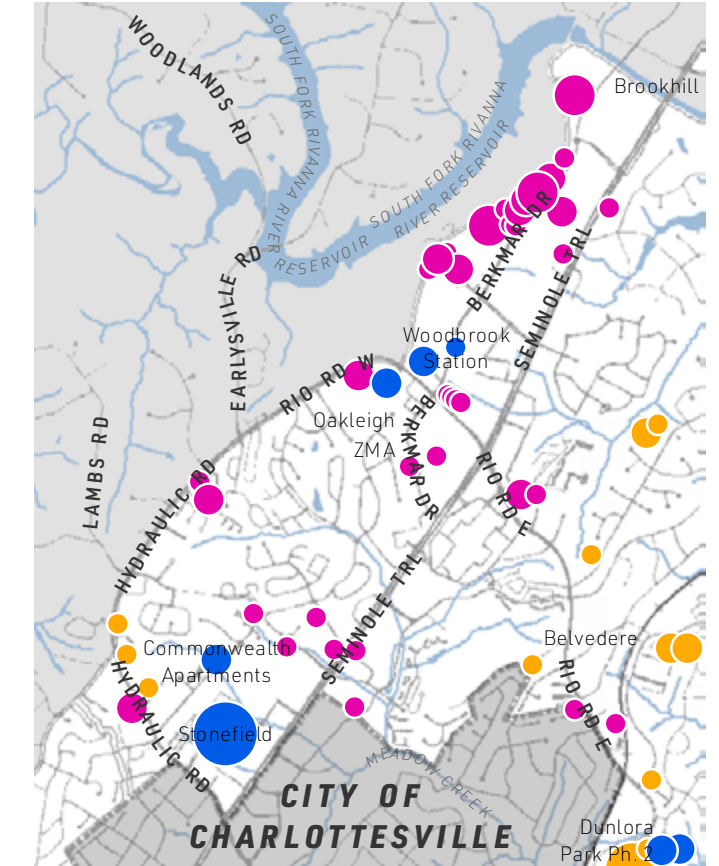 WOODLANDS RD
SOUTH FORK RIVANNA
RIVER RESERVOIR
Brookhill
SOUTH FORK RIVANNA
RIVER RESERVOIR
BERKMAR DR
SEMINOLE TRL
EARLYSVILLE RD
Woodbrook
Station
RIO RD W
Oakleigh
ZMA
BERKMAR DR
LAMBS RD
HYDRAULIC RD
RIO RD E
SEMINOLE TRL
Commonwealth
Apartments
Belvedere
HYDRAULIC RD
RIO RD E
Stonefield
MEADOW CREEK
CITY OF
CHARLOTTESVILLE
Dunlora
Park Ph. 2